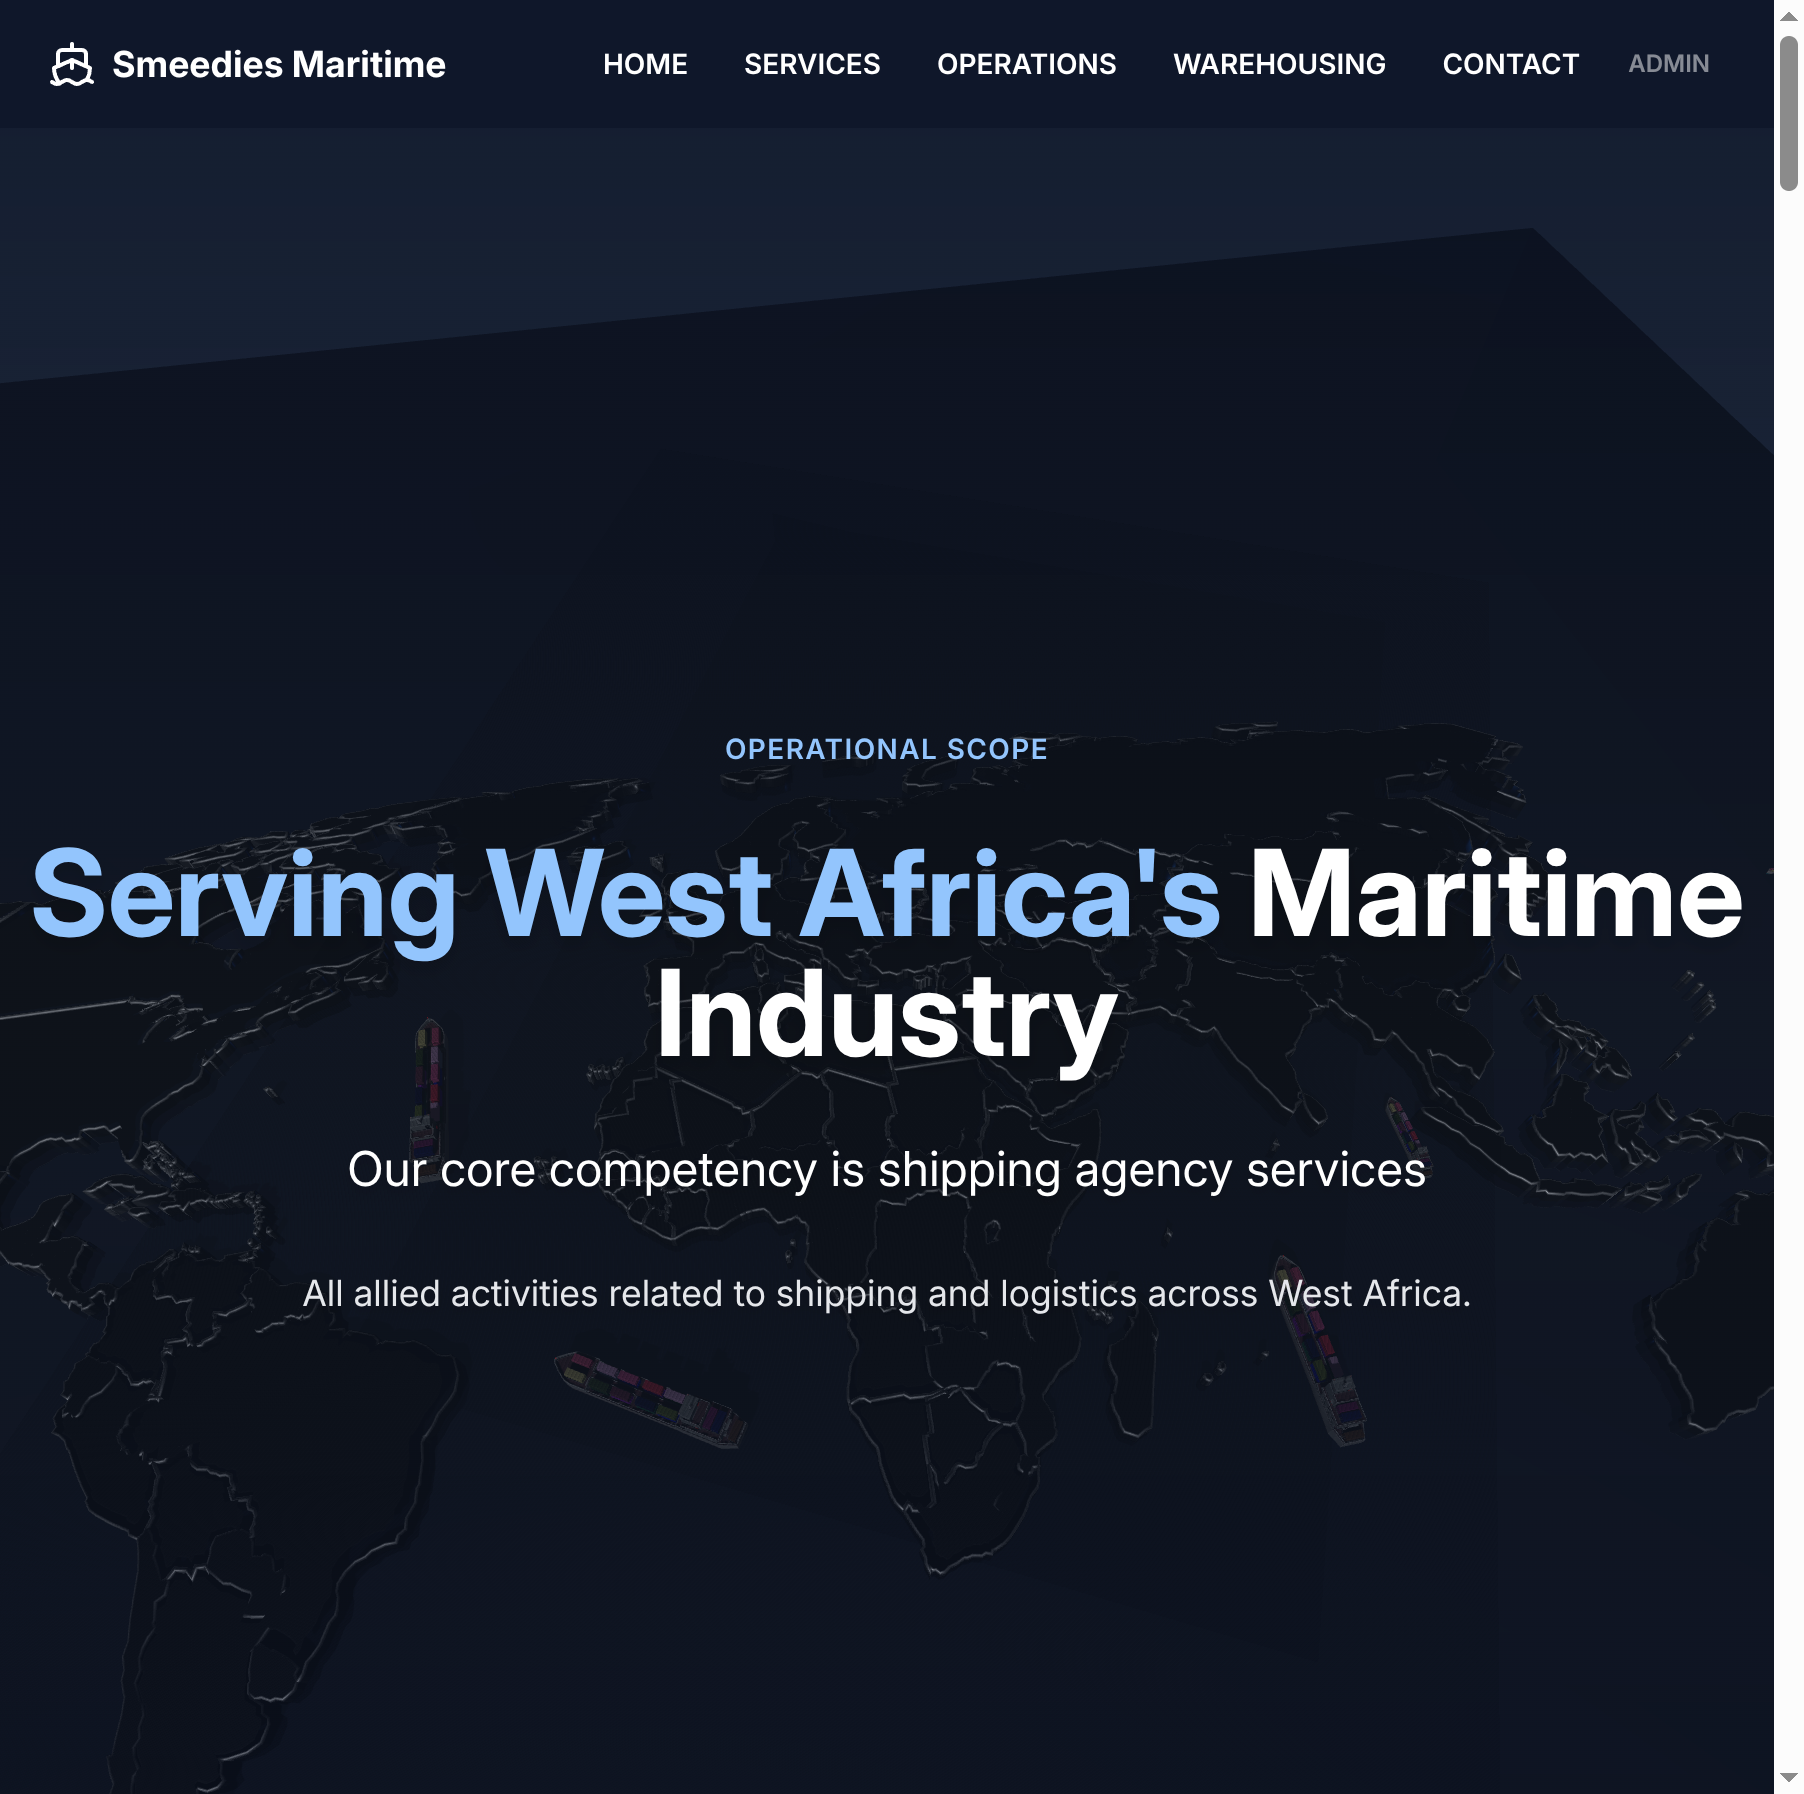 Smeedies Maritime
HOME SERVICES OPERATIONS WAREHOUSING CONTACT ADMIN
OPERATIONAL SCOPE
Serving West Africa's Maritime
Industry
Our core competency is shipping agency services
All allied activities related to shipping and logistics across West Africa.